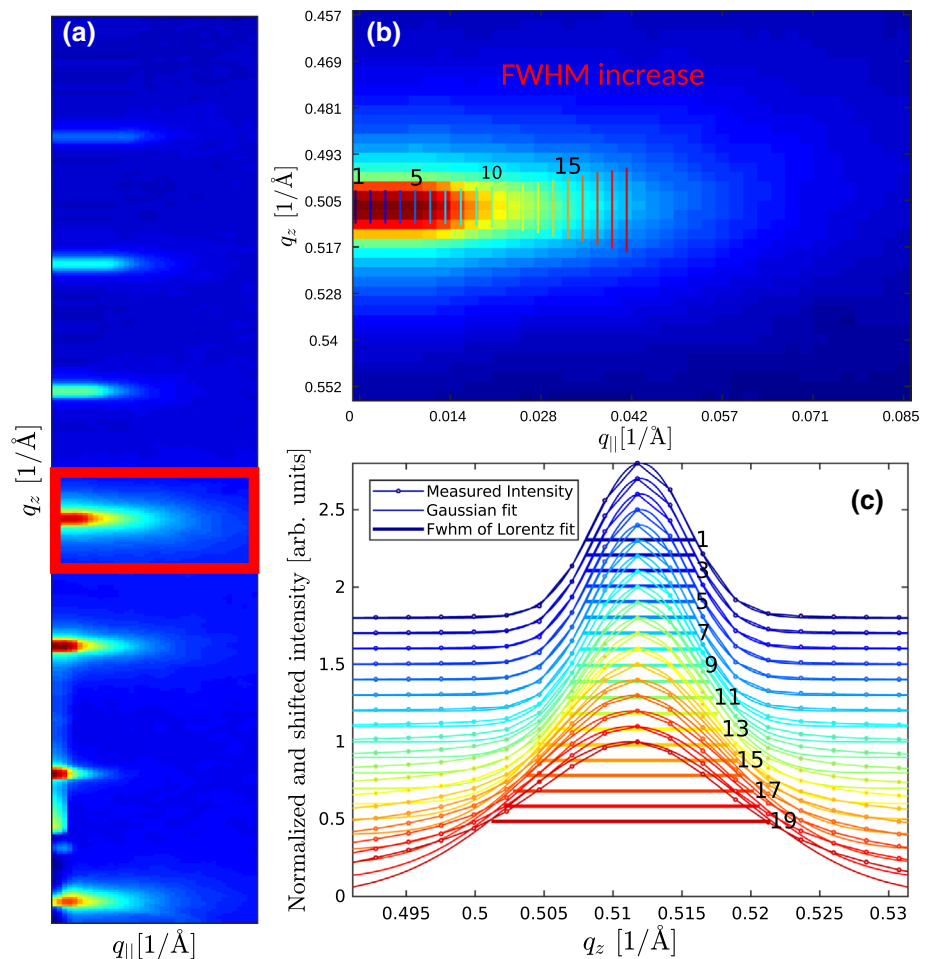 (a)
q_z [1/Å]
q_||[1/Å]
(b)
FWHM increase
0.457
0.469
0.481
0.493
0.505
0.517
0.528
0.54
0.552
q_z [1/Å]
1 5 10 15
0 0.014 0.028 0.042 0.057 0.071 0.085
q_||[1/Å]
(c)
Normalized and shifted intensity [arb. units]
Measured Intensity
Gaussian fit
Fwhm of Lorentz fit
2.5
2
1.5
1
0.5
0
1
3
5
7
9
11
13
15
17
19
0.495 0.5 0.505 0.51 0.515 0.52 0.525 0.53
q_z [1/Å]